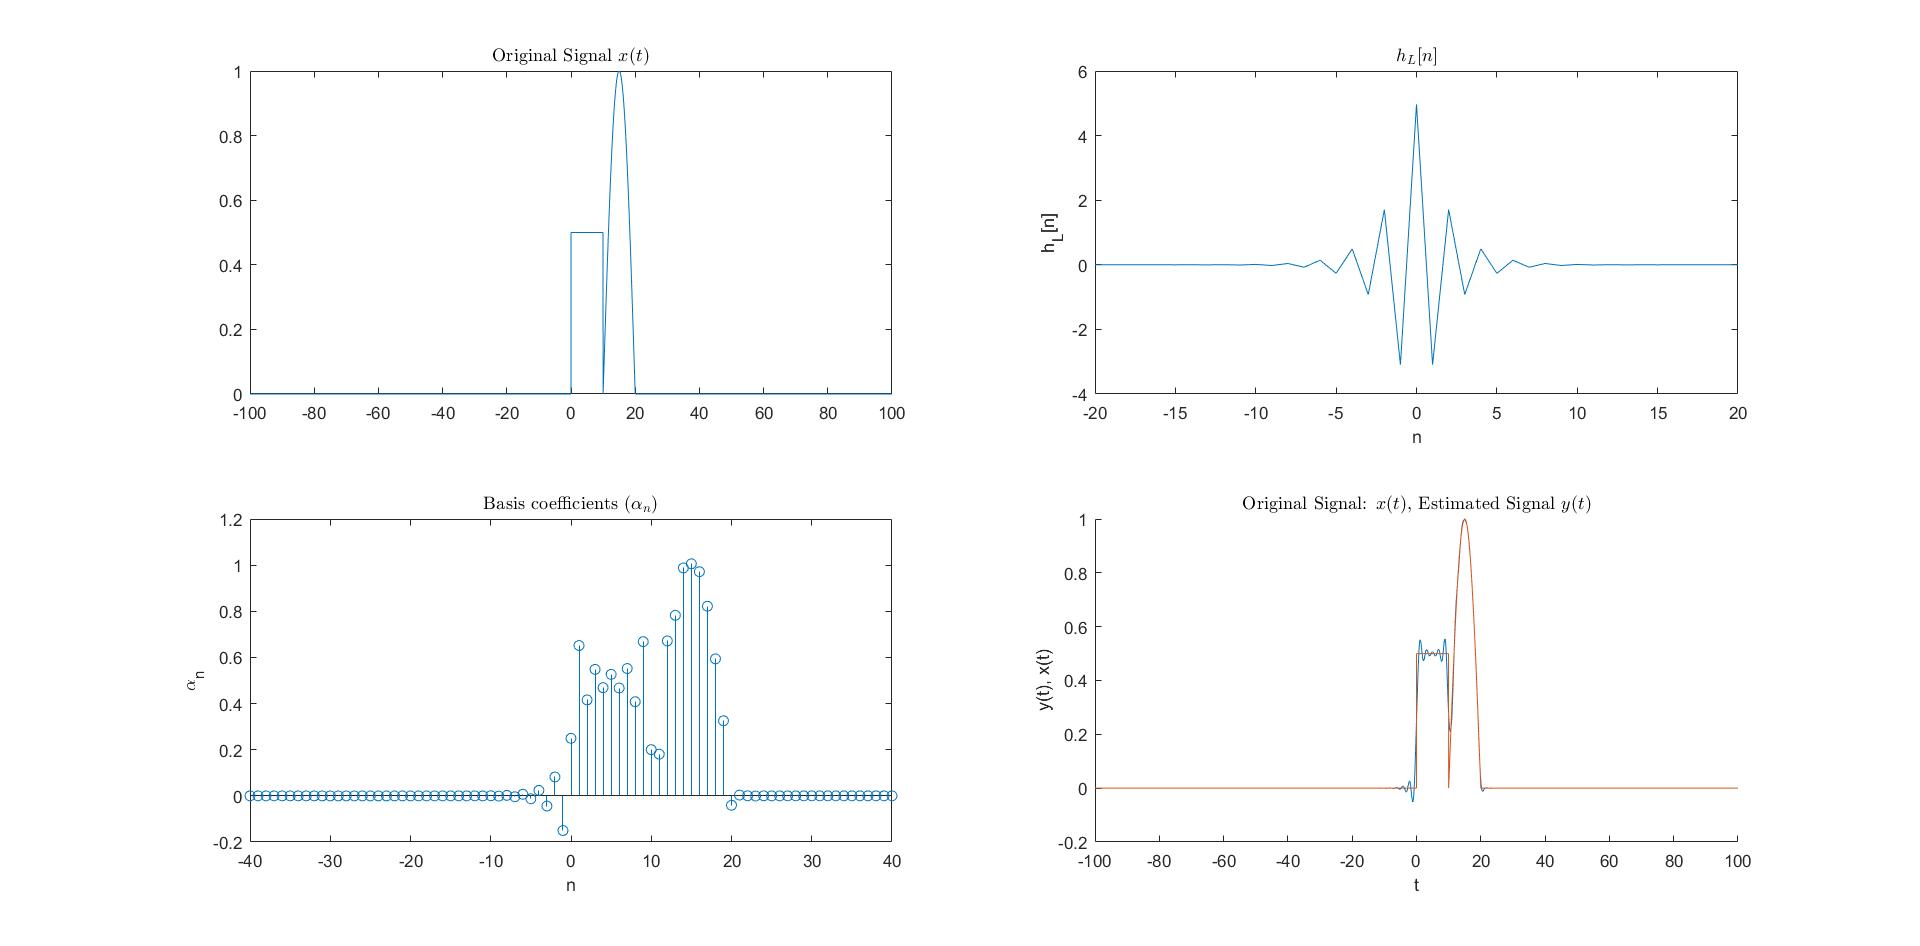 Original Signal x(t)
1
0.8
0.6
0.4
0.2
0
-100 -80 -60 -40 -20 0 20 40 60 80 100
h_L[n]
6
4
2
0
-2
-4
h_L[n]
-20 -15 -10 -5 0 5 10 15 20
n
Basis coefficients (α_n)
1.2
1
0.8
0.6
0.4
0.2
0
-0.2
α_n
-40 -30 -20 -10 0 10 20 30 40
n
Original Signal: x(t), Estimated Signal y(t)
1
0.8
0.6
0.4
0.2
0
-0.2
y(t), x(t)
-100 -80 -60 -40 -20 0 20 40 60 80 100
t